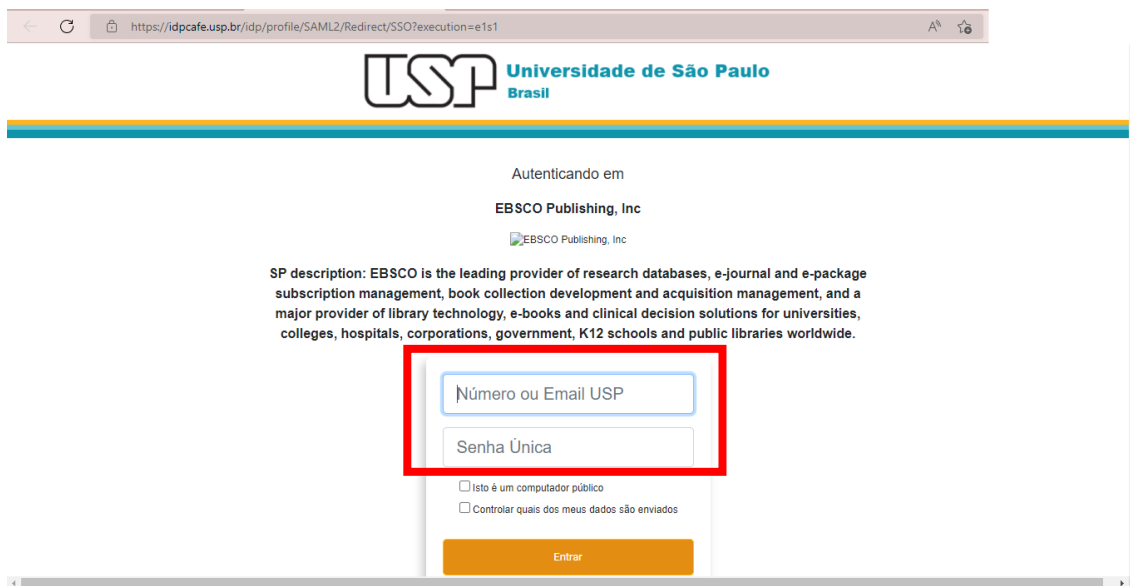 https://idpcafe.usp.br/idp/profile/SAML2/Redirect/SSO?execution=e1s1
USP
Universidade de São Paulo
Brasil
Autenticando em
EBSCO Publishing, Inc
EBSCO Publishing, Inc
SP description: EBSCO is the leading provider of research databases, e-journal and e-package
subscription management, book collection development and acquisition management, and a
major provider of library technology, e-books and clinical decision solutions for universities,
colleges, hospitals, corporations, government, K12 schools and public libraries worldwide.
Número ou Email USP
Senha Única
Isto é um computador público
Controlar quais dos meus dados são enviados
Entrar